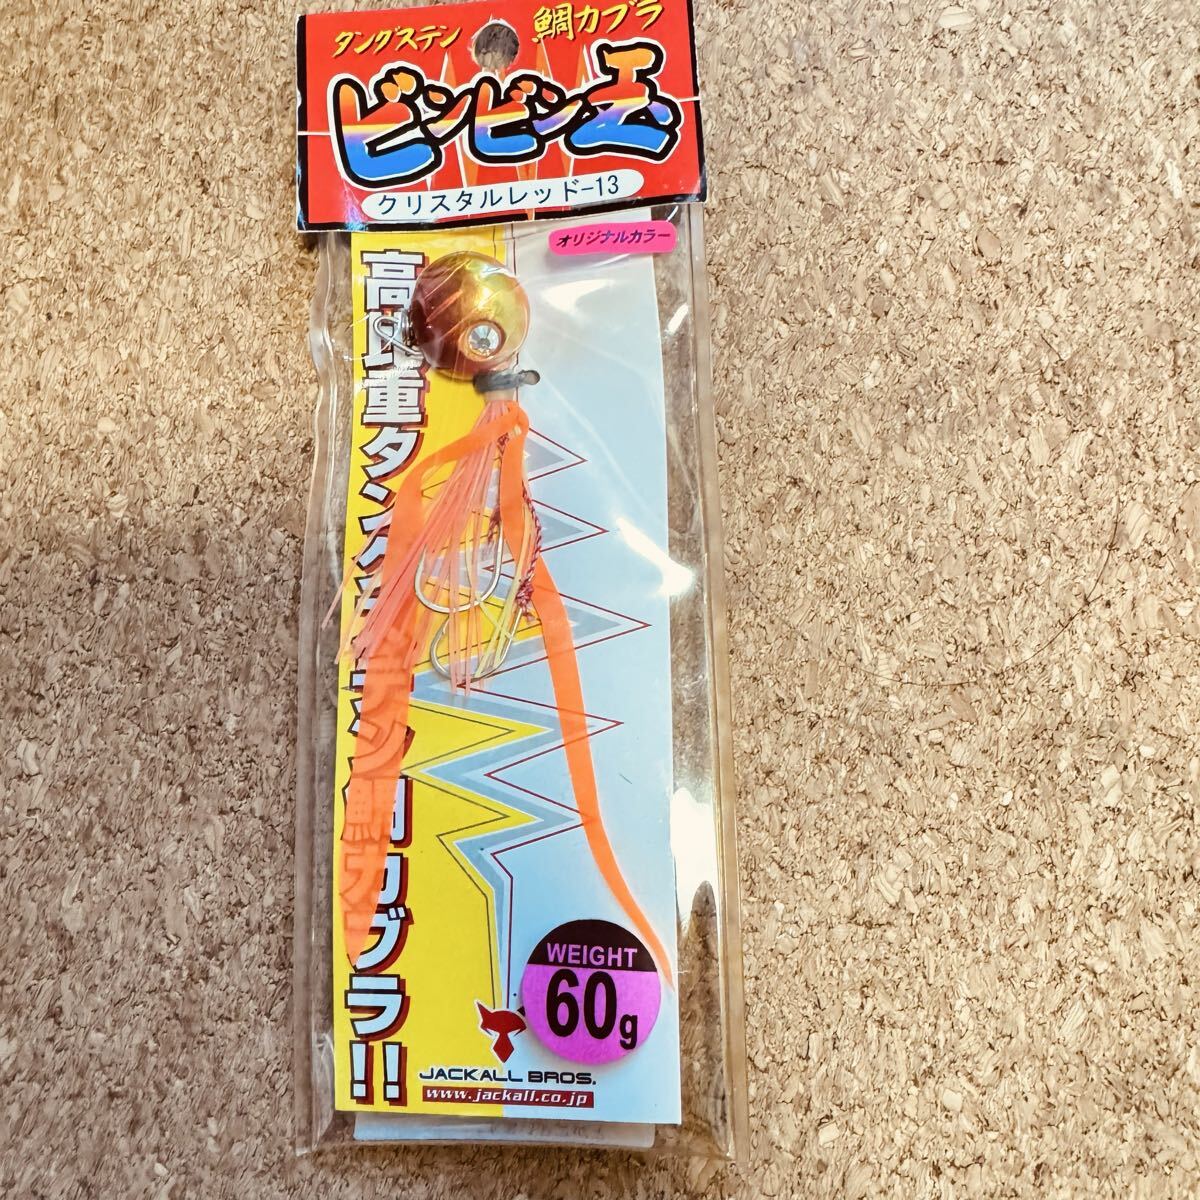 タングステン 鯛カブラ
ビンビン玉
クリスタルレッド-13
オリジナルカラー
高比重タングステン鯛カブラ!!
WEIGHT
60g
JACKALL BROS.
www.jackall.co.jp